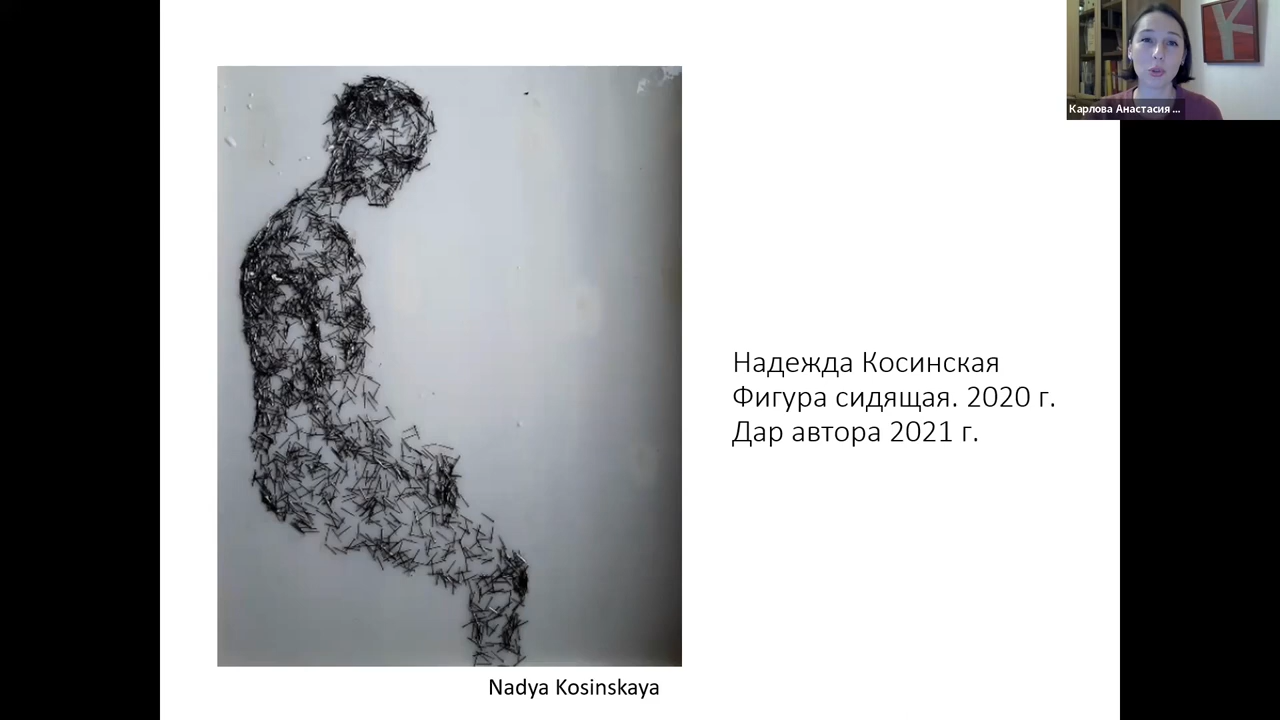 Карлова Анастасия ...
Надежда Косинская
Фигура сидящая. 2020 г.
Дар автора 2021 г.
Nadya Kosinskaya